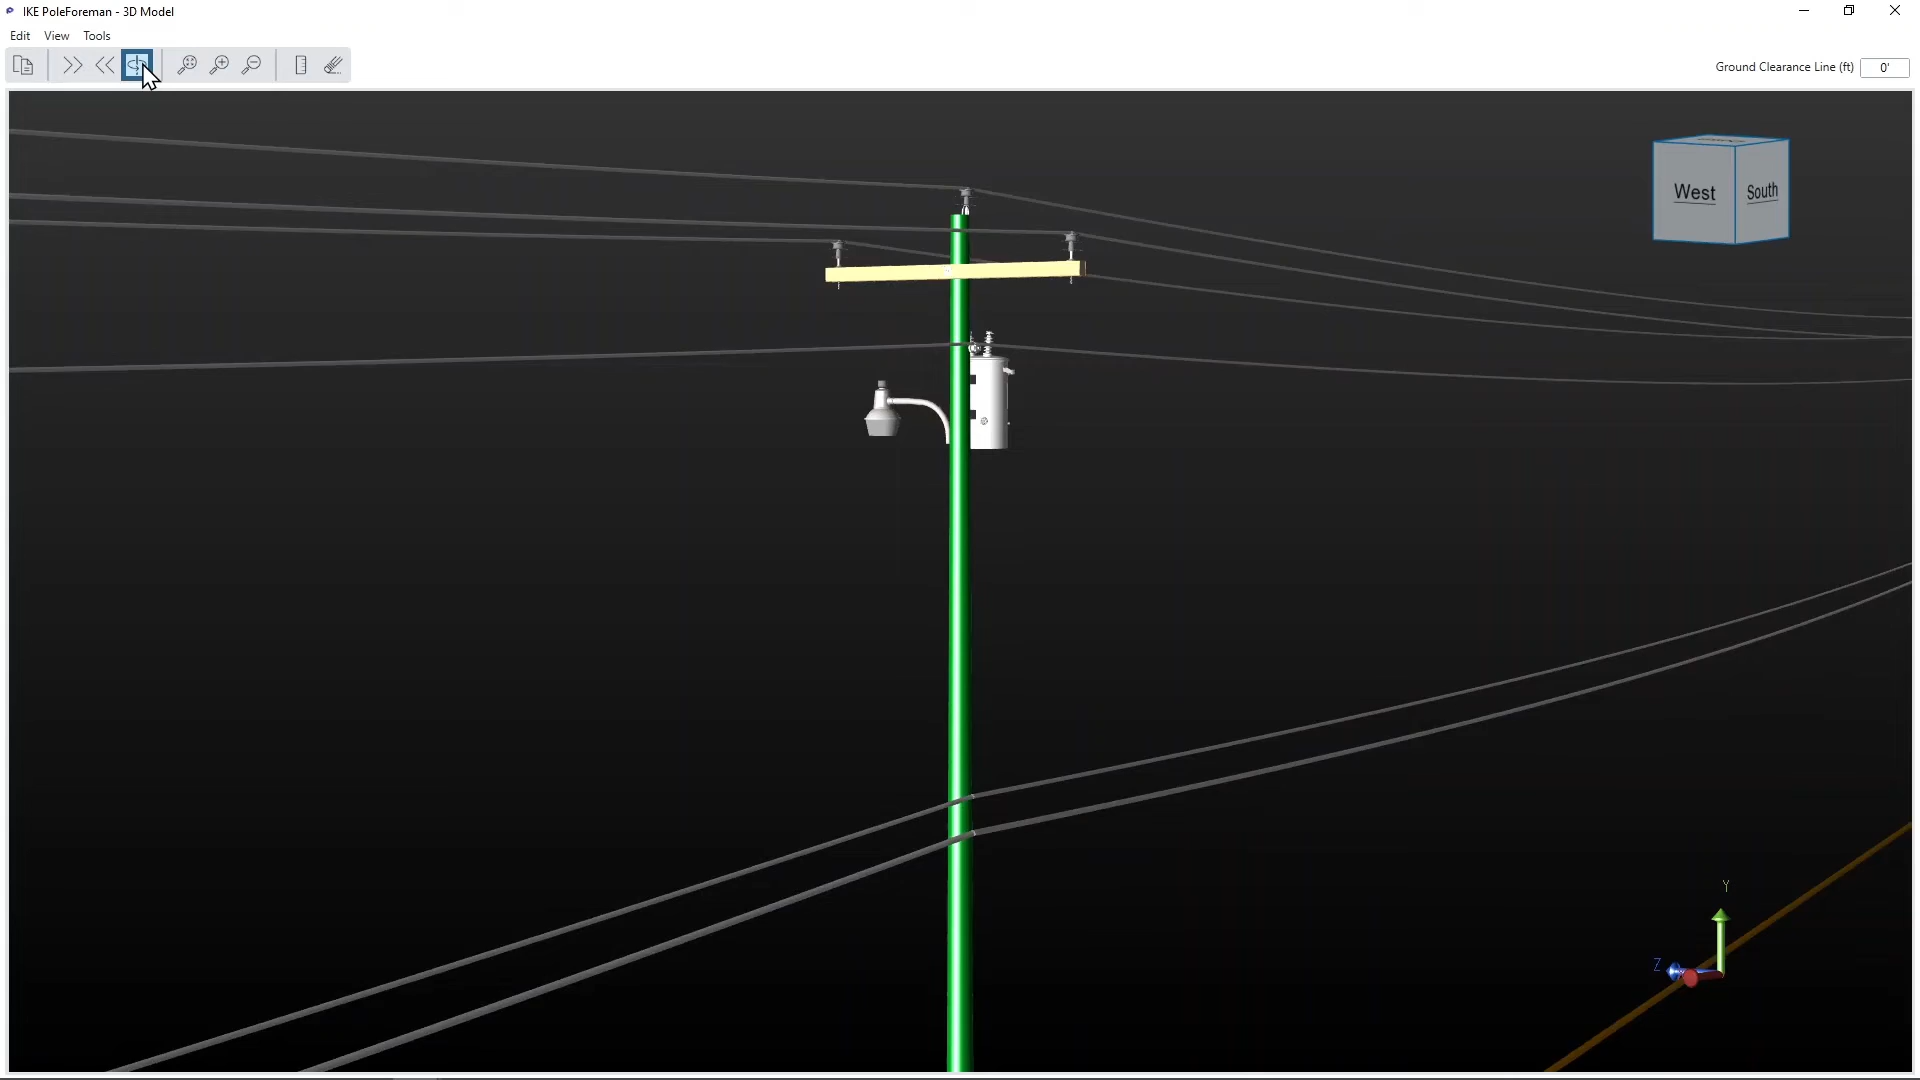 IKE PoleForeman - 3D Model
Edit View Tools
Ground Clearance Line (ft) 0'
West South
Y
Z